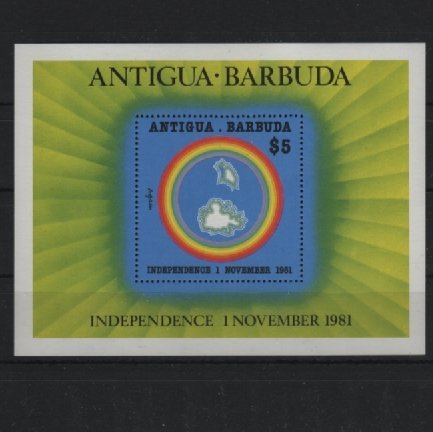 ANTIGUA · BARBUDA
ANTIGUA . BARBUDA
$5
INDEPENDENCE 1 NOVEMBER 1981
INDEPENDENCE 1 NOVEMBER 1981